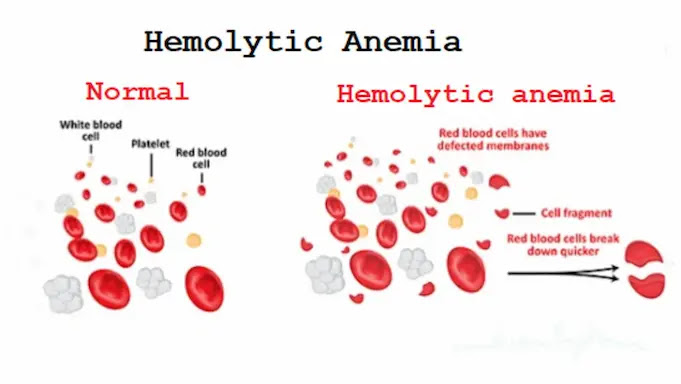 Hemolytic Anemia
Normal
White blood
cell
Platelet
Red blood
cell
Hemolytic anemia
Red blood cells have
defected membranes
Cell fragment
Red blood cells break
down quicker